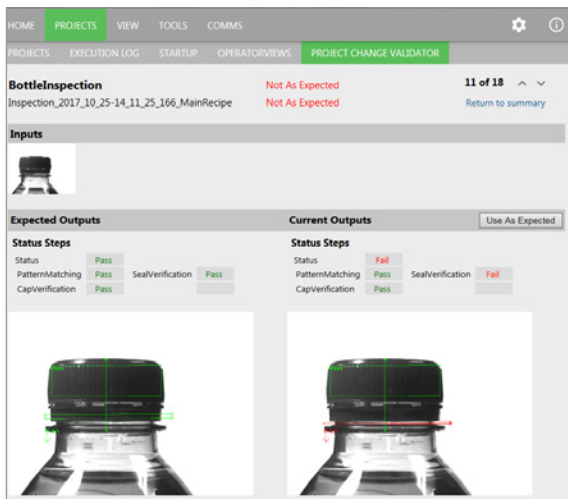 HOME PROJECTS VIEW TOOLS COMMS
PROJECTS EXECUTION LOG STARTUP OPERATORVIEWS PROJECT CHANGE VALIDATOR
BottleInspection Not As Expected 11 of 18
Inspection_2017_10_25-14_11_25_166_MainRecipe Not As Expected Return to summary
Inputs
Expected Outputs Current Outputs Use As Expected
Status Steps Status Steps
Status Pass Status Fail
PatternMatching Pass SealVerification Pass PatternMatching Pass SealVerification Fail
CapVerification Pass CapVerification Pass